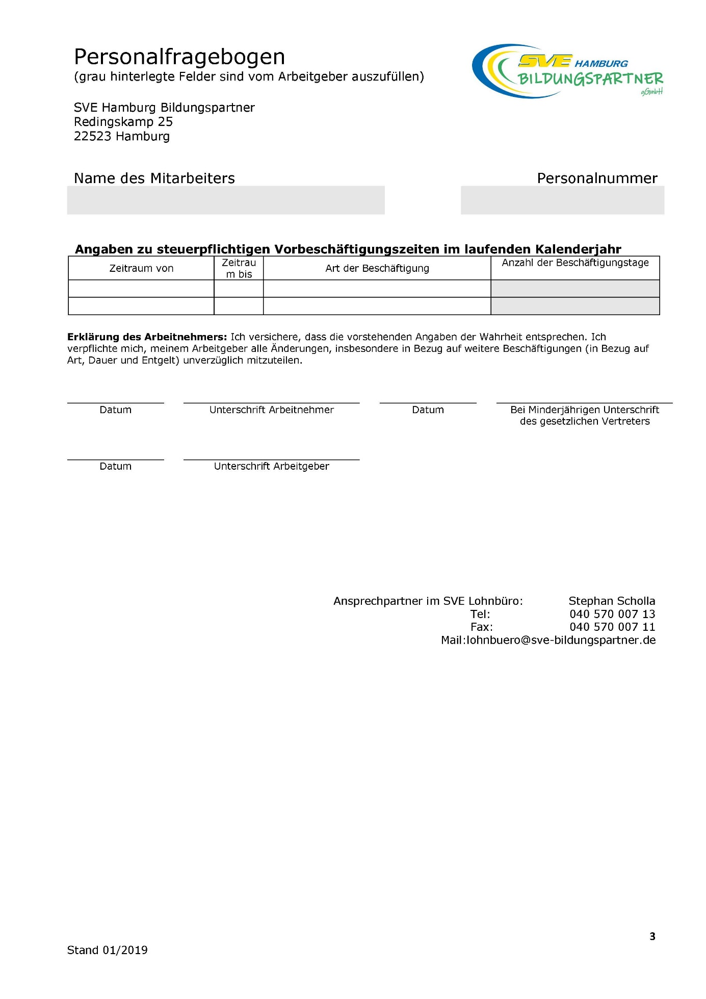 Personalfragebogen
(grau hinterlegte Felder sind vom Arbeitgeber auszufüllen)
SVE HAMBURG
BILDUNGSPARTNER
gGmbH
SVE Hamburg Bildungspartner
Redingskamp 25
22523 Hamburg
Name des Mitarbeiters Personalnummer
Angaben zu steuerpflichtigen Vorbeschäftigungszeiten im laufenden Kalenderjahr
Zeitraum von
Zeitrau
m bis
Art der Beschäftigung
Anzahl der Beschäftigungstage
Erklärung des Arbeitnehmers: Ich versichere, dass die vorstehenden Angaben der Wahrheit entsprechen. Ich
verpflichte mich, meinem Arbeitgeber alle Änderungen, insbesondere in Bezug auf weitere Beschäftigungen (in Bezug auf
Art, Dauer und Entgelt) unverzüglich mitzuteilen.
Datum
Unterschrift Arbeitnehmer
Datum
Bei Minderjährigen Unterschrift
des gesetzlichen Vertreters
Datum
Unterschrift Arbeitgeber
Ansprechpartner im SVE Lohnbüro: Stephan Scholla
Tel: 040 570 007 13
Fax: 040 570 007 11
Mail:lohnbuero@sve-bildungspartner.de
3
Stand 01/2019